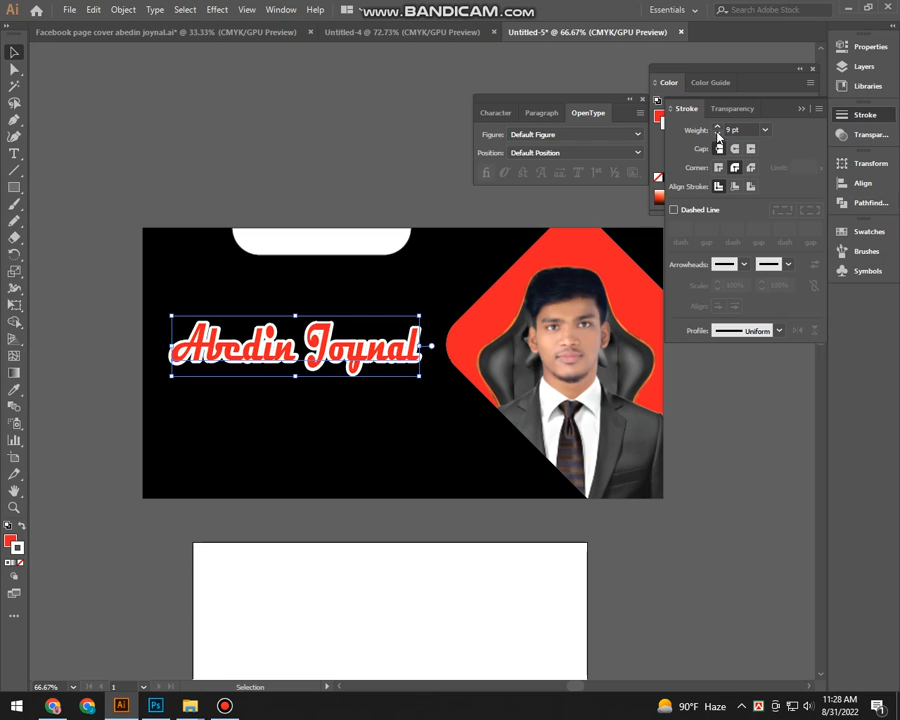 File Edit Object Type Select Effect View Window Help
www.BANDICAM.com
Essentials
Search Adobe Stock
Facebook page cover abedin joynal.ai* @ 33.33% (CMYK/GPU Preview)
Untitled-4 @ 72.73% (CMYK/GPU Preview)
Untitled-5* @ 66.67% (CMYK/GPU Preview)
Properties
Layers
Libraries
Stroke
Transpar...
Transform
Align
Pathfind...
Swatches
Brushes
Symbols
Color Color Guide
Character Paragraph OpenType
Figure: Default Figure
Position: Default Position
Stroke Transparency
Weight: 9 pt
Cap:
Corner: Limit:
Align Stroke:
Dashed Line
dash gap dash gap dash gap
Arrowheads:
Scale: 100% 100%
Align:
Profile: Uniform
Abedin Joynal
66.67% 1 Selection
90°F Haze
11:28 AM
8/31/2022